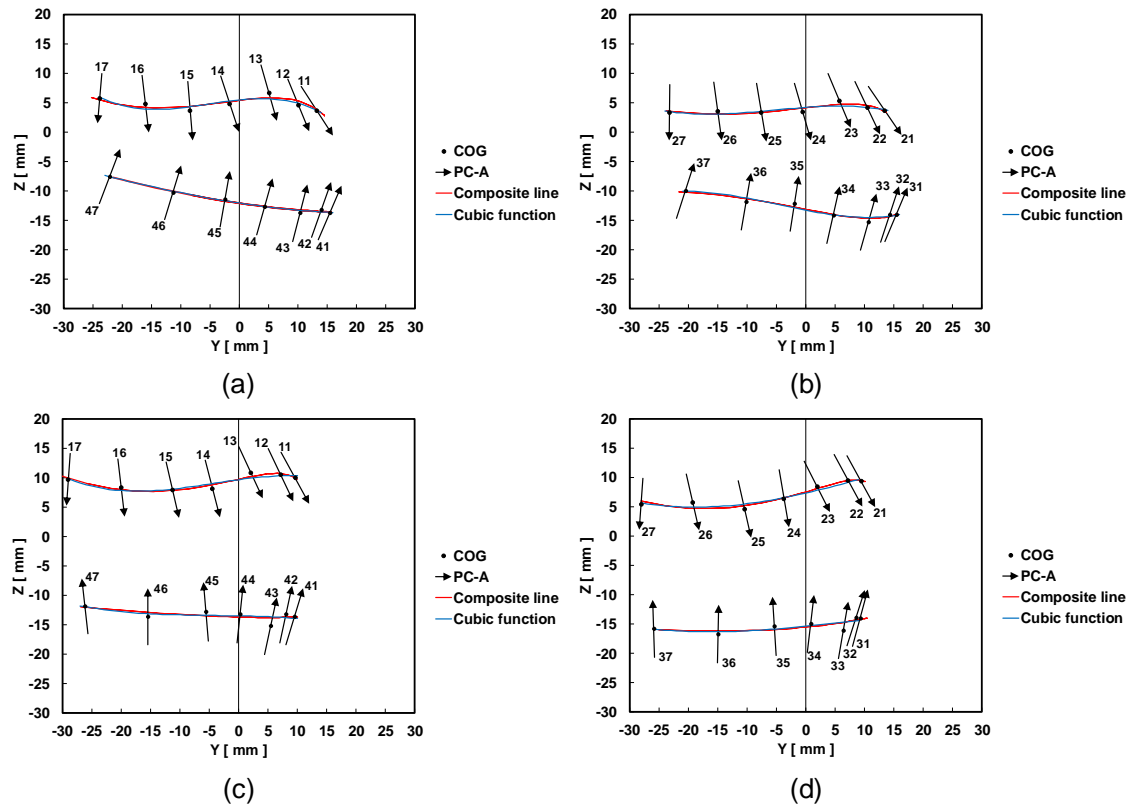 20
15
10
5
0
-5
-10
-15
-20
-25
-30
Z [ mm ]
-30 -25 -20 -15 -10 -5 0 5 10 15 20 25 30
Y [ mm ]
17 16 15 14 13 12 11
47 46 45 44 43 42 41
COG
PC-A
Composite line
Cubic function
(a)
20
15
10
5
0
-5
-10
-15
-20
-25
-30
Z [ mm ]
-30 -25 -20 -15 -10 -5 0 5 10 15 20 25 30
Y [ mm ]
27 26 25 24 23 22 21
37 36 35 34 33 32 31
COG
PC-A
Composite line
Cubic function
(b)
20
15
10
5
0
-5
-10
-15
-20
-25
-30
Z [ mm ]
-30 -25 -20 -15 -10 -5 0 5 10 15 20 25 30
Y [ mm ]
17 16 15 14 13 12 11
47 46 45 44 43 42 41
COG
PC-A
Composite line
Cubic function
(c)
20
15
10
5
0
-5
-10
-15
-20
-25
-30
Z [ mm ]
-30 -25 -20 -15 -10 -5 0 5 10 15 20 25 30
Y [ mm ]
27 26 25 24 23 22 21
37 36 35 34 33 32 31
COG
PC-A
Composite line
Cubic function
(d)